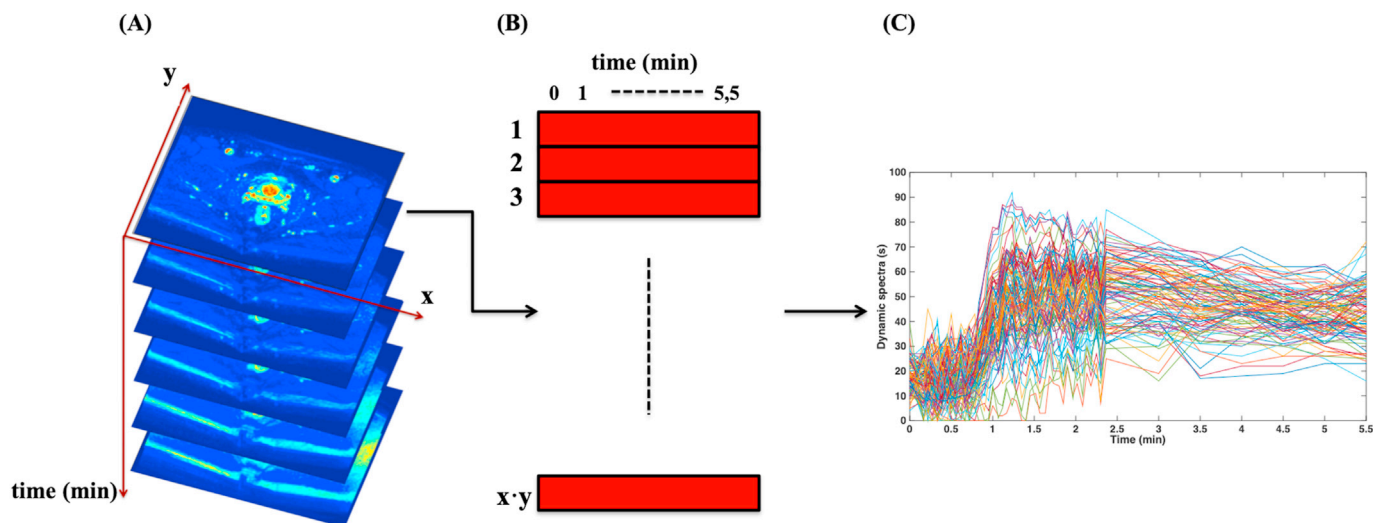 (A)
y
x
time (min)
(B)
time (min)
0 1 5,5
1
2
3
x·y
(C)
Dynamic spectra (s)
100
90
80
70
60
50
40
30
20
10
0
0 0.5 1 1.5 2 2.5 3 3.5 4 4.5 5 5.5
Time (min)